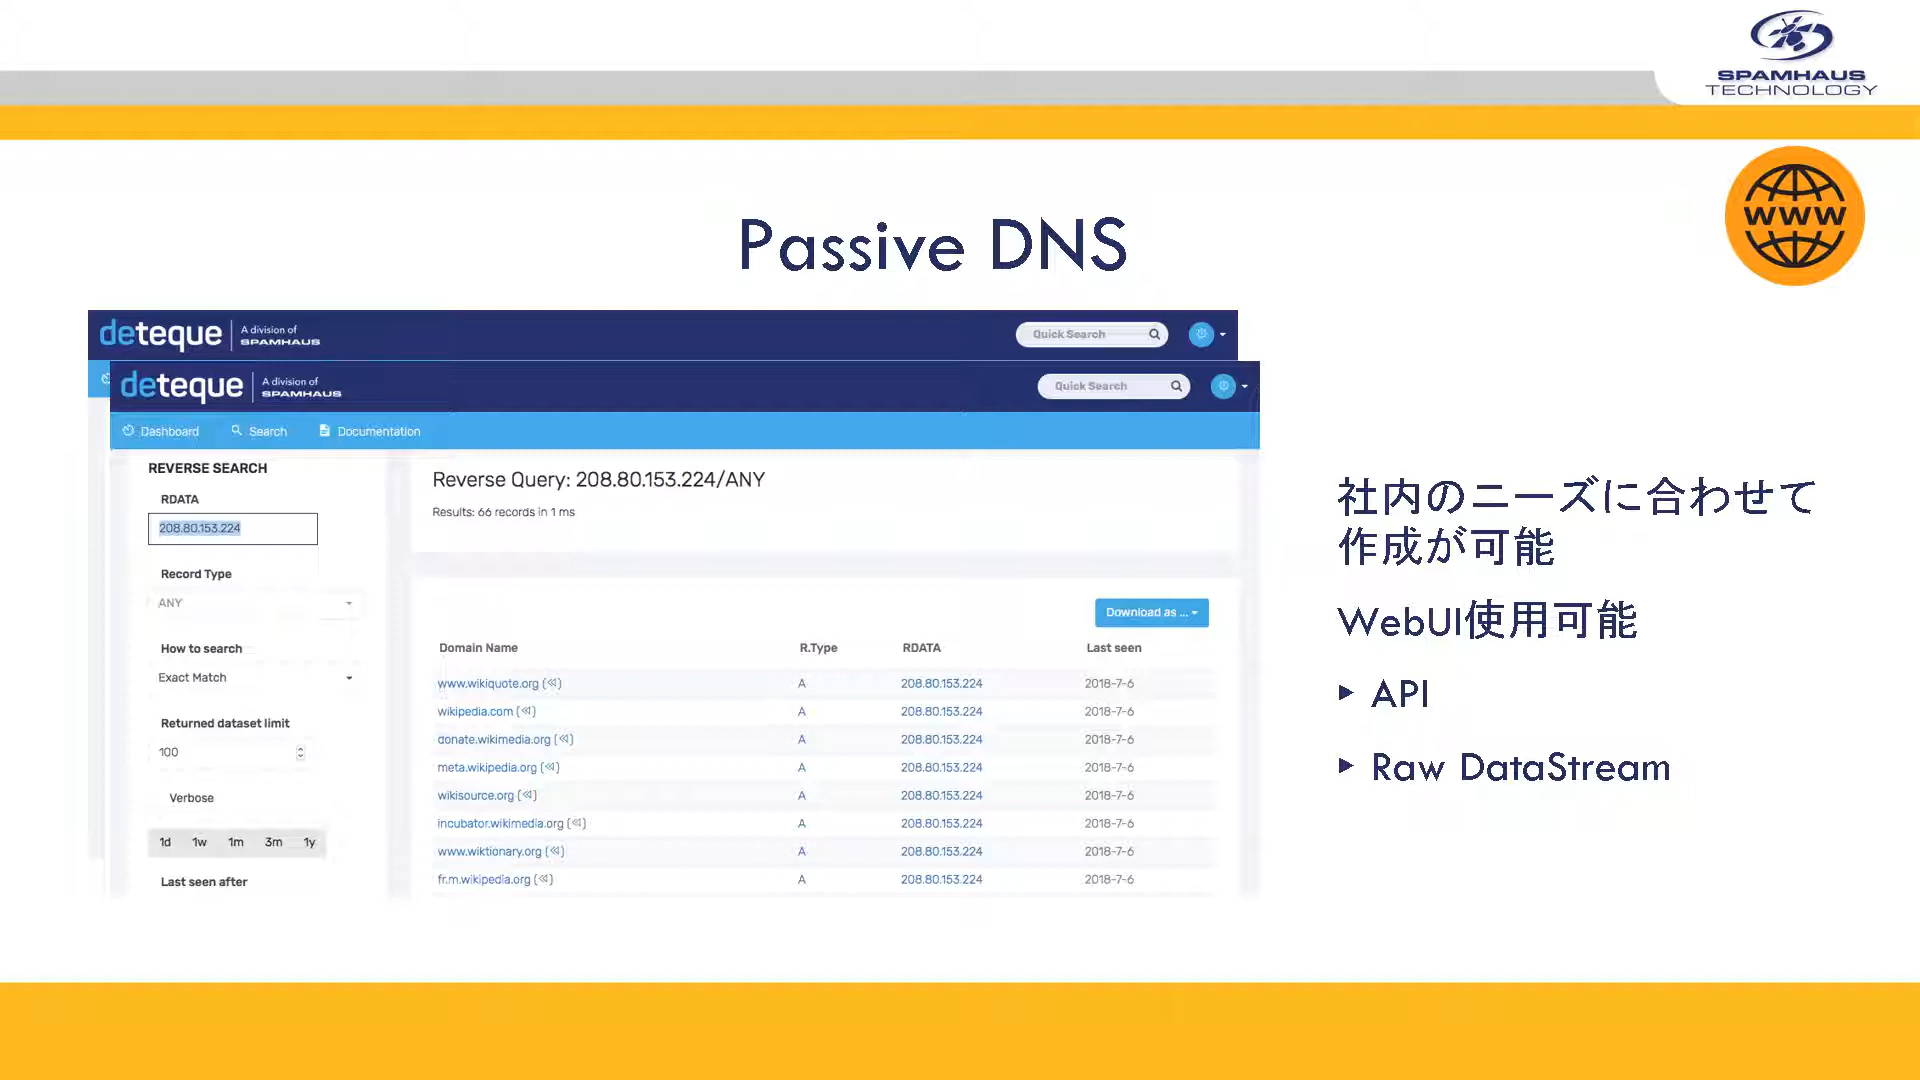 SPAMHAUS
TECHNOLOGY
WWW
Passive DNS
deteque
A division of
SPAMHAUS
Quick Search
deteque
A division of
SPAMHAUS
Quick Search
Dashboard Search Documentation
REVERSE SEARCH
RDATA
208.80.153.224
Record Type
ANY
How to search
Exact Match
Returned dataset limit
100
Verbose
1d 1w 1m 3m 1y
Last seen after
Reverse Query: 208.80.153.224/ANY
Results: 66 records in 1 ms
Download as ...
Domain Name R.Type RDATA Last seen
www.wikiquote.org (≪) A 208.80.153.224 2018-7-6
wikipedia.com (≪) A 208.80.153.224 2018-7-6
donate.wikimedia.org (≪) A 208.80.153.224 2018-7-6
meta.wikipedia.org (≪) A 208.80.153.224 2018-7-6
wikisource.org (≪) A 208.80.153.224 2018-7-6
incubator.wikimedia.org (≪) A 208.80.153.224 2018-7-6
www.wiktionary.org (≪) A 208.80.153.224 2018-7-6
fr.m.wikipedia.org (≪) A 208.80.153.224 2018-7-6
社内のニーズに合わせて
作成が可能
WebUI使用可能
▸ API
▸ Raw DataStream